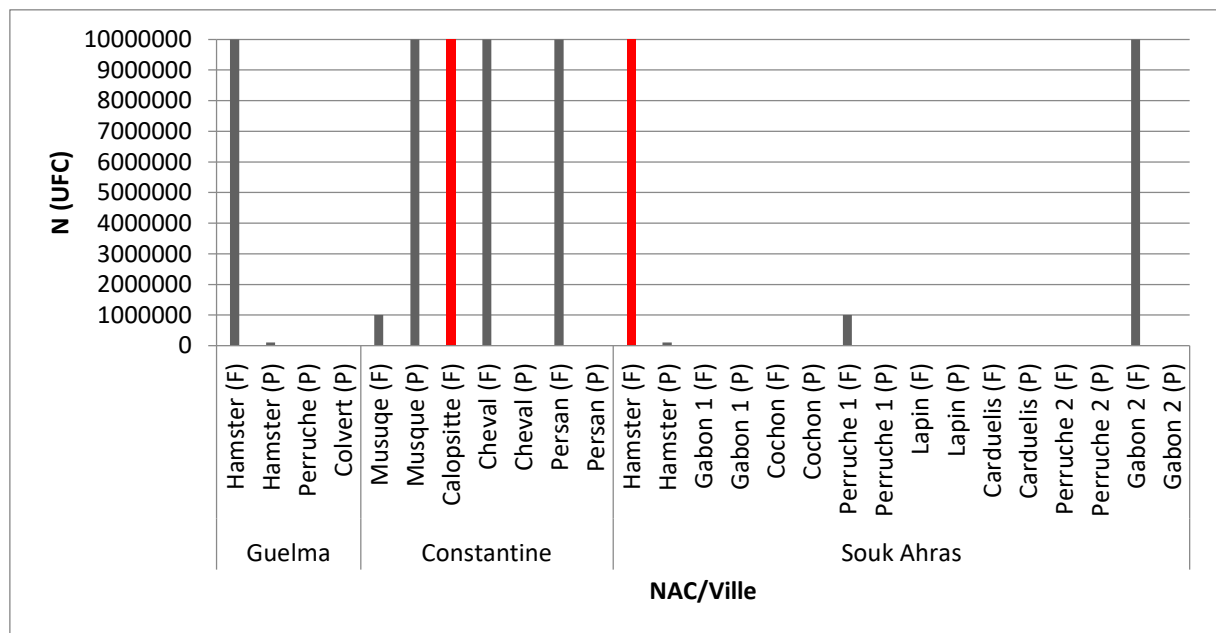 N (UFC)
10000000
9000000
8000000
7000000
6000000
5000000
4000000
3000000
2000000
1000000
0
Hamster (F)
Hamster (P)
Perruche (P)
Colvert (P)
Musuqe (F)
Musque (P)
Calopsitte (F)
Cheval (F)
Cheval (P)
Persan (F)
Persan (P)
Hamster (F)
Hamster (P)
Gabon 1 (F)
Gabon 1 (P)
Cochon (F)
Cochon (P)
Perruche 1 (F)
Perruche 1 (P)
Lapin (F)
Lapin (P)
Carduelis (F)
Carduelis (P)
Perruche 2 (F)
Perruche 2 (P)
Gabon 2 (F)
Gabon 2 (P)
Guelma
Constantine
Souk Ahras
NAC/Ville